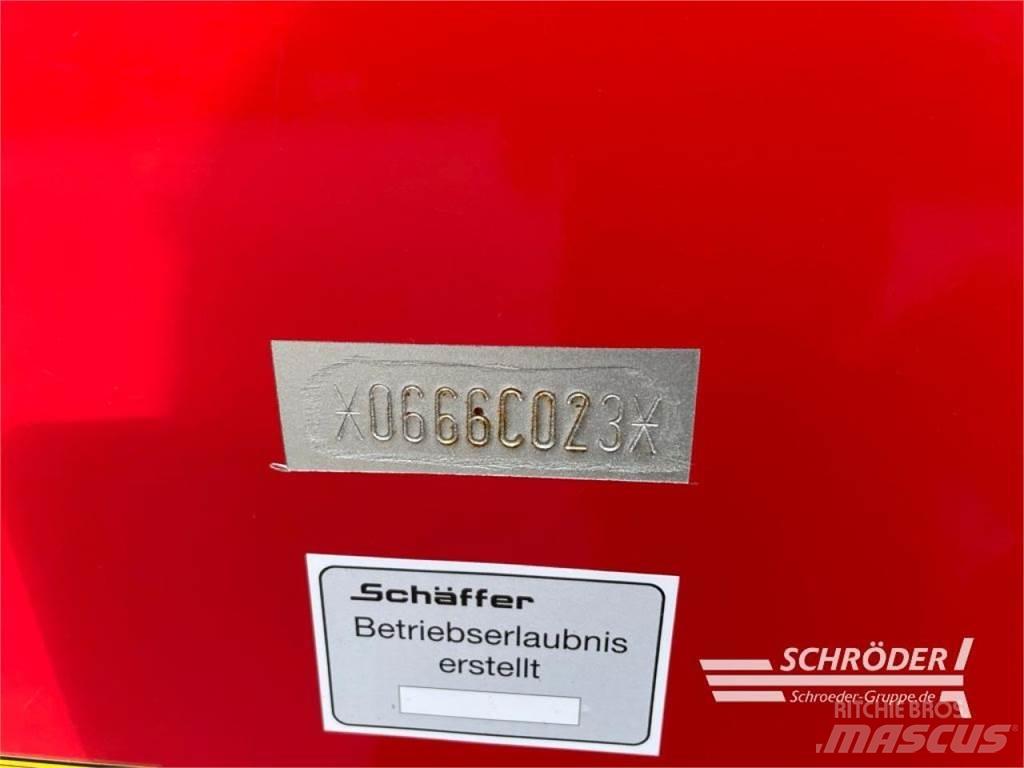 *0666C023*
Schäffer
Betriebserlaubnis
erstellt
SCHRÖDER
Schroeder-Gruppe.de
RITCHIE BROS
MASCUS